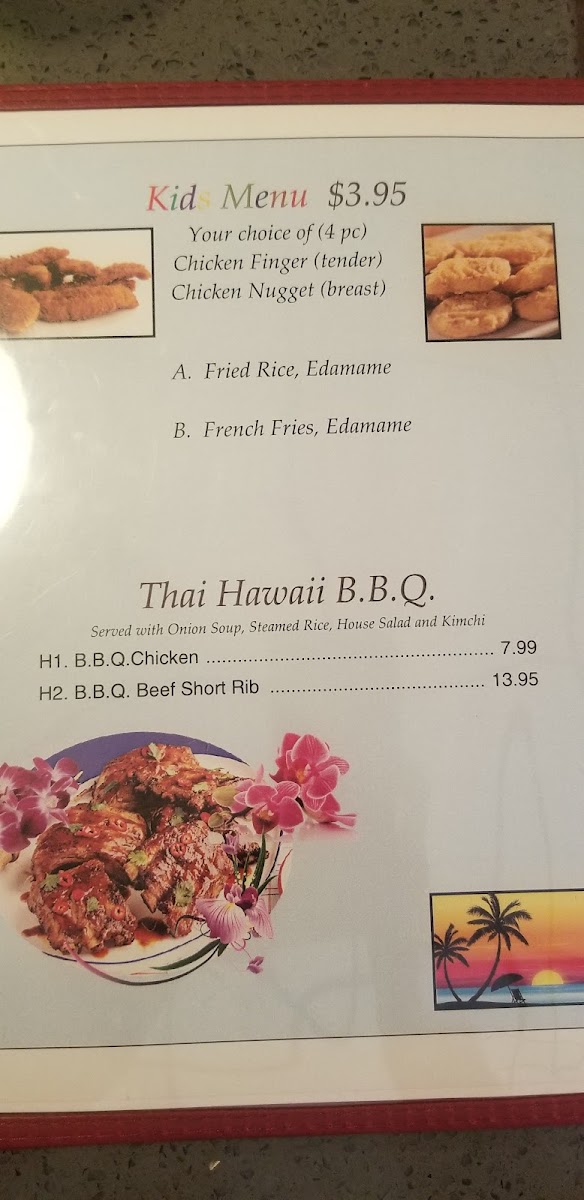 Kids Menu $3.95
Your choice of (4 pc)
Chicken Finger (tender)
Chicken Nugget (breast)
A. Fried Rice, Edamame
B. French Fries, Edamame
Thai Hawaii B.B.Q.
Served with Onion Soup, Steamed Rice, House Salad and Kimchi
H1. B.B.Q.Chicken ................................................. 7.99
H2. B.B.Q. Beef Short Rib ..................................... 13.95